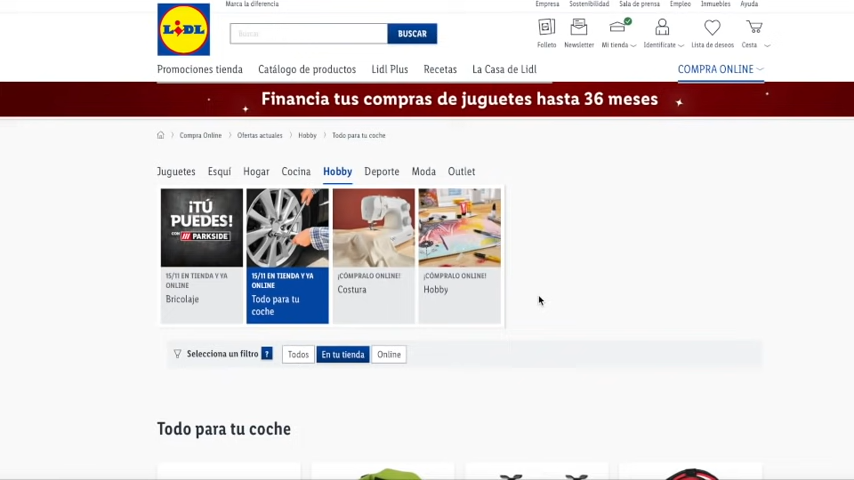 Marca la diferencia
Empresa Sostenibilidad Sala de prensa Empleo Inmuebles Ayuda
LIDL
Buscar
BUSCAR
Folleto Newsletter Mi tienda Identifícate Lista de deseos Cesta
Promociones tienda Catálogo de productos Lidl Plus Recetas La Casa de Lidl COMPRA ONLINE
Financia tus compras de juguetes hasta 36 meses
Compra Online Ofertas actuales Hobby Todo para tu coche
Juguetes Esquí Hogar Cocina Hobby Deporte Moda Outlet
¡TÚ
PUEDES!
CON PARKSIDE
15/11 EN TIENDA Y YA
ONLINE
Bricolaje
15/11 EN TIENDA Y YA
ONLINE
Todo para tu
coche
¡CÓMPRALO ONLINE!
Costura
¡CÓMPRALO ONLINE!
Hobby
Selecciona un filtro ? Todos En tu tienda Online
Todo para tu coche